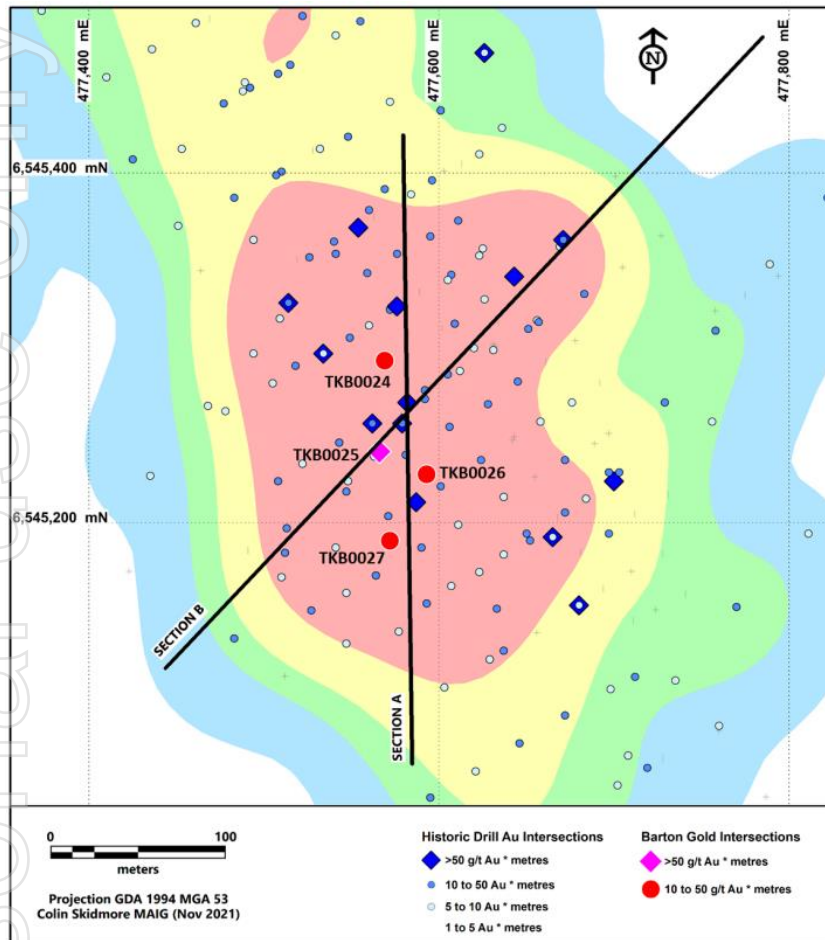 477,400 mE
477,600 mE
477,800 mE
N
6,545,400 mN
TKB0024
TKB0025
TKB0026
6,545,200 mN
TKB0027
SECTION B
SECTION A
0 100
meters
Projection GDA 1994 MGA 53
Colin Skidmore MAIG (Nov 2021)
Historic Drill Au Intersections
>50 g/t Au * metres
10 to 50 Au * metres
5 to 10 Au * metres
1 to 5 Au * metres
Barton Gold Intersections
>50 g/t Au * metres
10 to 50 g/t Au * metres